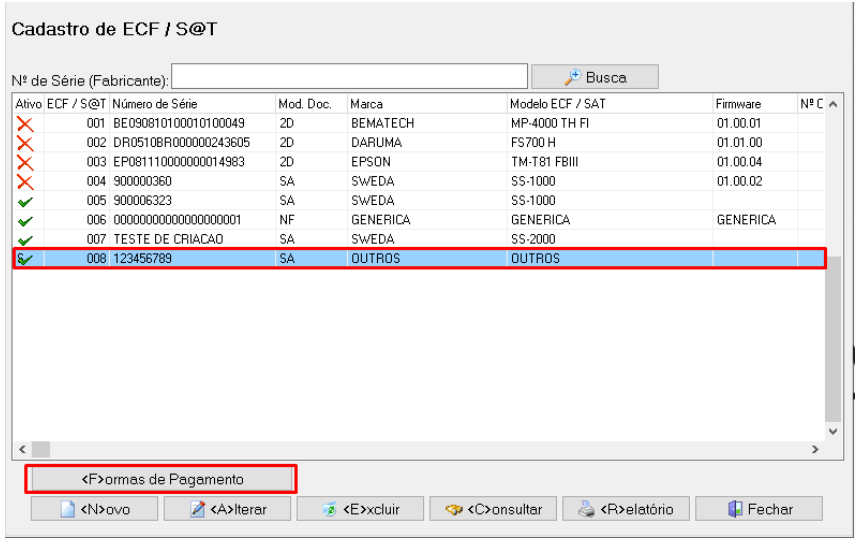 Cadastro de ECF / S@T
Nº de Série (Fabricante): Busca
Ativo ECF / S@T Número de Série Mod. Doc. Marca Modelo ECF / SAT Firmware Nº C
001 BE090810100010100049 2D BEMATECH MP-4000 TH FI 01.00.01
002 DR0510BR000000243605 2D DARUMA FS700 H 01.01.00
003 EP081110000000014983 2D EPSON TM-T81 FBIII 01.00.04
004 900000360 SA SWEDA SS-1000 01.00.02
005 900006323 SA SWEDA SS-1000
006 00000000000000000001 NF GENERICA GENERICA GENERICA
007 TESTE DE CRIACAO SA SWEDA SS-2000
008 123456789 SA OUTROS OUTROS
<F>ormas de Pagamento
<N>ovo <A>lterar <E>xcluir <C>onsultar <R>elatório Fechar